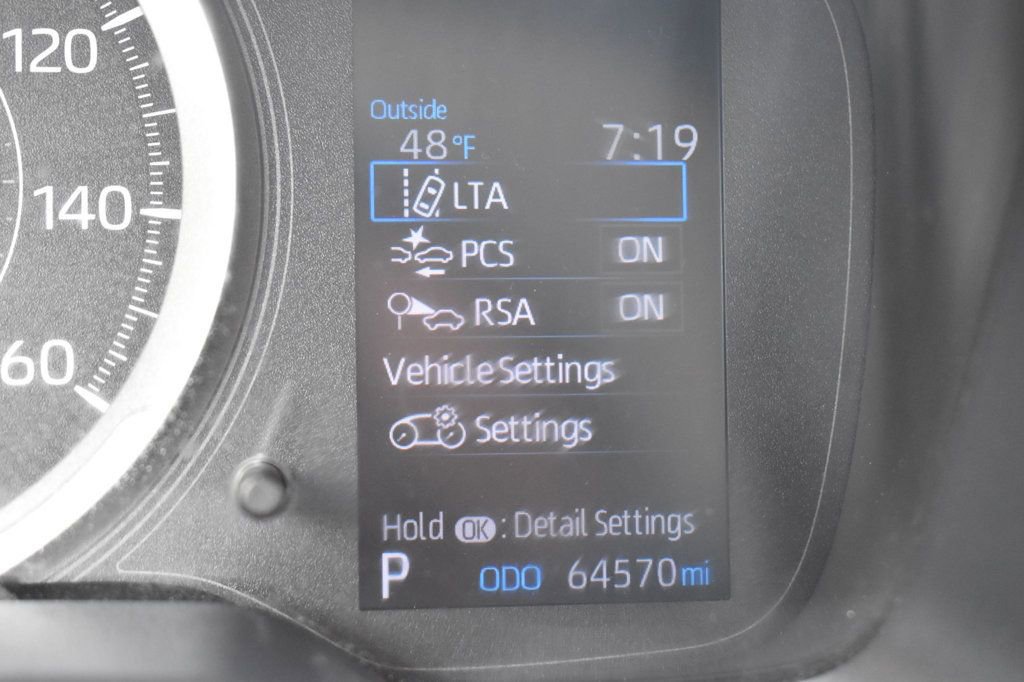 120
140
60
Outside
48°F 7:19
LTA
PCS ON
RSA ON
Vehicle Settings
Settings
Hold OK : Detail Settings
P ODO 64570 mi